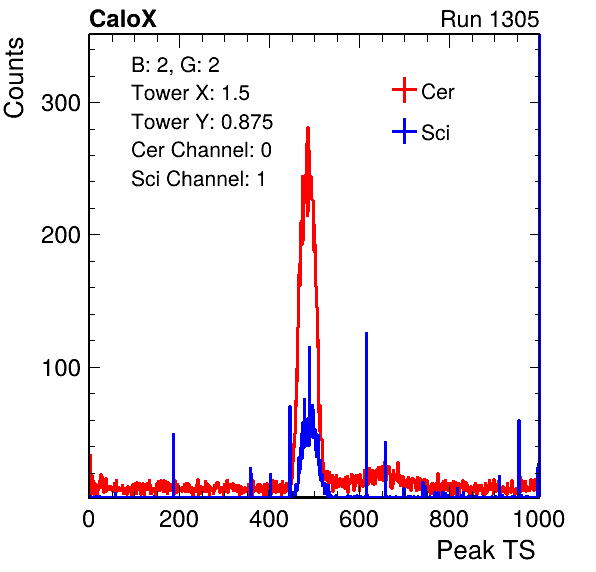 CaloX Run 1305
Counts
B: 2, G: 2
Tower X: 1.5
Tower Y: 0.875
Cer Channel: 0
Sci Channel: 1
Cer
Sci
300
200
100
0 200 400 600 800 1000
Peak TS